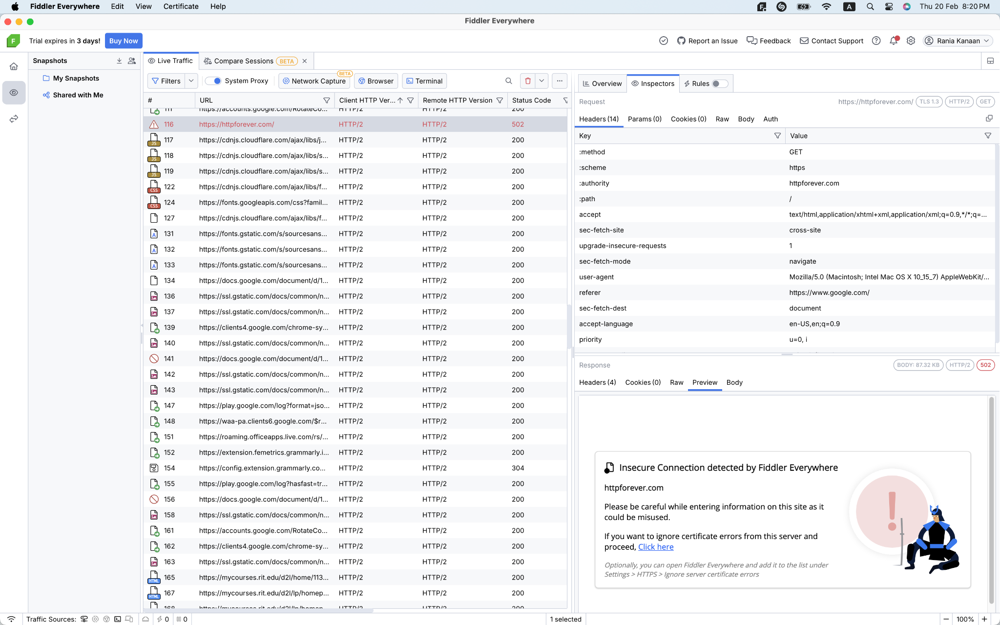 Fiddler Everywhere Edit View Certificate Help A Thu 20 Feb 8:20 PM
Fiddler Everywhere
F Trial expires in 3 days! Buy Now Report an Issue Feedback Contact Support Rania Kanaan
Snapshots
My Snapshots
Shared with Me
Live Traffic Compare Sessions BETA
Filters System Proxy Network Capture BETA Browser Terminal
# URL Client HTTP Ver... Remote HTTP Version Status Code
111 https://accounts.google.com/RotateCo... HTTP/2 HTTP/2 200
116 https://httpforever.com/ HTTP/2 HTTP/2 502
JS 117 https://cdnjs.cloudflare.com/ajax/libs/j... HTTP/2 HTTP/2 200
JS 118 https://cdnjs.cloudflare.com/ajax/libs/s... HTTP/2 HTTP/2 200
JS 119 https://cdnjs.cloudflare.com/ajax/libs/s... HTTP/2 HTTP/2 200
CSS 122 https://cdnjs.cloudflare.com/ajax/libs/f... HTTP/2 HTTP/2 200
CSS 124 https://fonts.googleapis.com/css?famil... HTTP/2 HTTP/2 200
127 https://cdnjs.cloudflare.com/ajax/libs/f... HTTP/2 HTTP/2 200
A 131 https://fonts.gstatic.com/s/sourcesans... HTTP/2 HTTP/2 200
A 132 https://fonts.gstatic.com/s/sourcesans... HTTP/2 HTTP/2 200
A 133 https://fonts.gstatic.com/s/sourcesans... HTTP/2 HTTP/2 200
134 https://docs.google.com/document/d/1... HTTP/2 HTTP/2 200
136 https://ssl.gstatic.com/docs/common/n... HTTP/2 HTTP/2 200
137 https://ssl.gstatic.com/docs/common/n... HTTP/2 HTTP/2 200
139 https://clients4.google.com/chrome-sy... HTTP/2 HTTP/2 200
140 https://ssl.gstatic.com/docs/common/n... HTTP/2 HTTP/2 200
141 https://docs.google.com/document/d/1... HTTP/2 HTTP/2 200
142 https://ssl.gstatic.com/docs/common/n... HTTP/2 HTTP/2 200
143 https://ssl.gstatic.com/docs/common/n... HTTP/2 HTTP/2 200
147 https://play.google.com/log?format=jso... HTTP/2 HTTP/2 200
148 https://waa-pa.clients6.google.com/$r... HTTP/2 HTTP/2 200
151 https://roaming.officeapps.live.com/rs/... HTTP/2 HTTP/2 200
152 https://extension.femetrics.grammarly.i... HTTP/2 HTTP/2 200
154 https://config.extension.grammarly.co... HTTP/2 HTTP/2 304
155 https://play.google.com/log?hasfast=tr... HTTP/2 HTTP/2 200
156 https://docs.google.com/document/d/1... HTTP/2 HTTP/2 200
158 https://ssl.gstatic.com/docs/common/n... HTTP/2 HTTP/2 200
161 https://accounts.google.com/RotateCo... HTTP/2 HTTP/2 200
162 https://clients4.google.com/chrome-sy... HTTP/2 HTTP/2 200
163 https://ssl.gstatic.com/docs/common/n... HTTP/2 HTTP/2 200
HTML 165 https://mycourses.rit.edu/d2l/home/113... HTTP/2 HTTP/2 200
HTML 167 https://mycourses.rit.edu/d2l/lp/homep... HTTP/2 HTTP/2 200
168 https://mycourses.rit.edu/d2l/lp/homep... HTTP/2 HTTP/2 200
Overview Inspectors Rules
Request https://httpforever.com/ TLS 1.3 HTTP/2 GET
Headers (14) Params (0) Cookies (0) Raw Body Auth
Key Value
:method GET
:scheme https
:authority httpforever.com
:path /
accept text/html,application/xhtml+xml,application/xml;q=0.9,*/*;q=...
sec-fetch-site cross-site
upgrade-insecure-requests 1
sec-fetch-mode navigate
user-agent Mozilla/5.0 (Macintosh; Intel Mac OS X 10_15_7) AppleWebKit/...
referer https://www.google.com/
sec-fetch-dest document
accept-language en-US,en;q=0.9
priority u=0, i
Response BODY: 87.32 KB HTTP/2 502
Headers (4) Cookies (0) Raw Preview Body
Insecure Connection detected by Fiddler Everywhere
httpforever.com
Please be careful while entering information on this site as it
could be misused.
If you want to ignore certificate errors from this server and
proceed, Click here
Optionally, you can open Fiddler Everywhere and add it to the list under
Settings > HTTPS > Ignore server certificate errors
Traffic Sources: 0 0 1 selected 100%